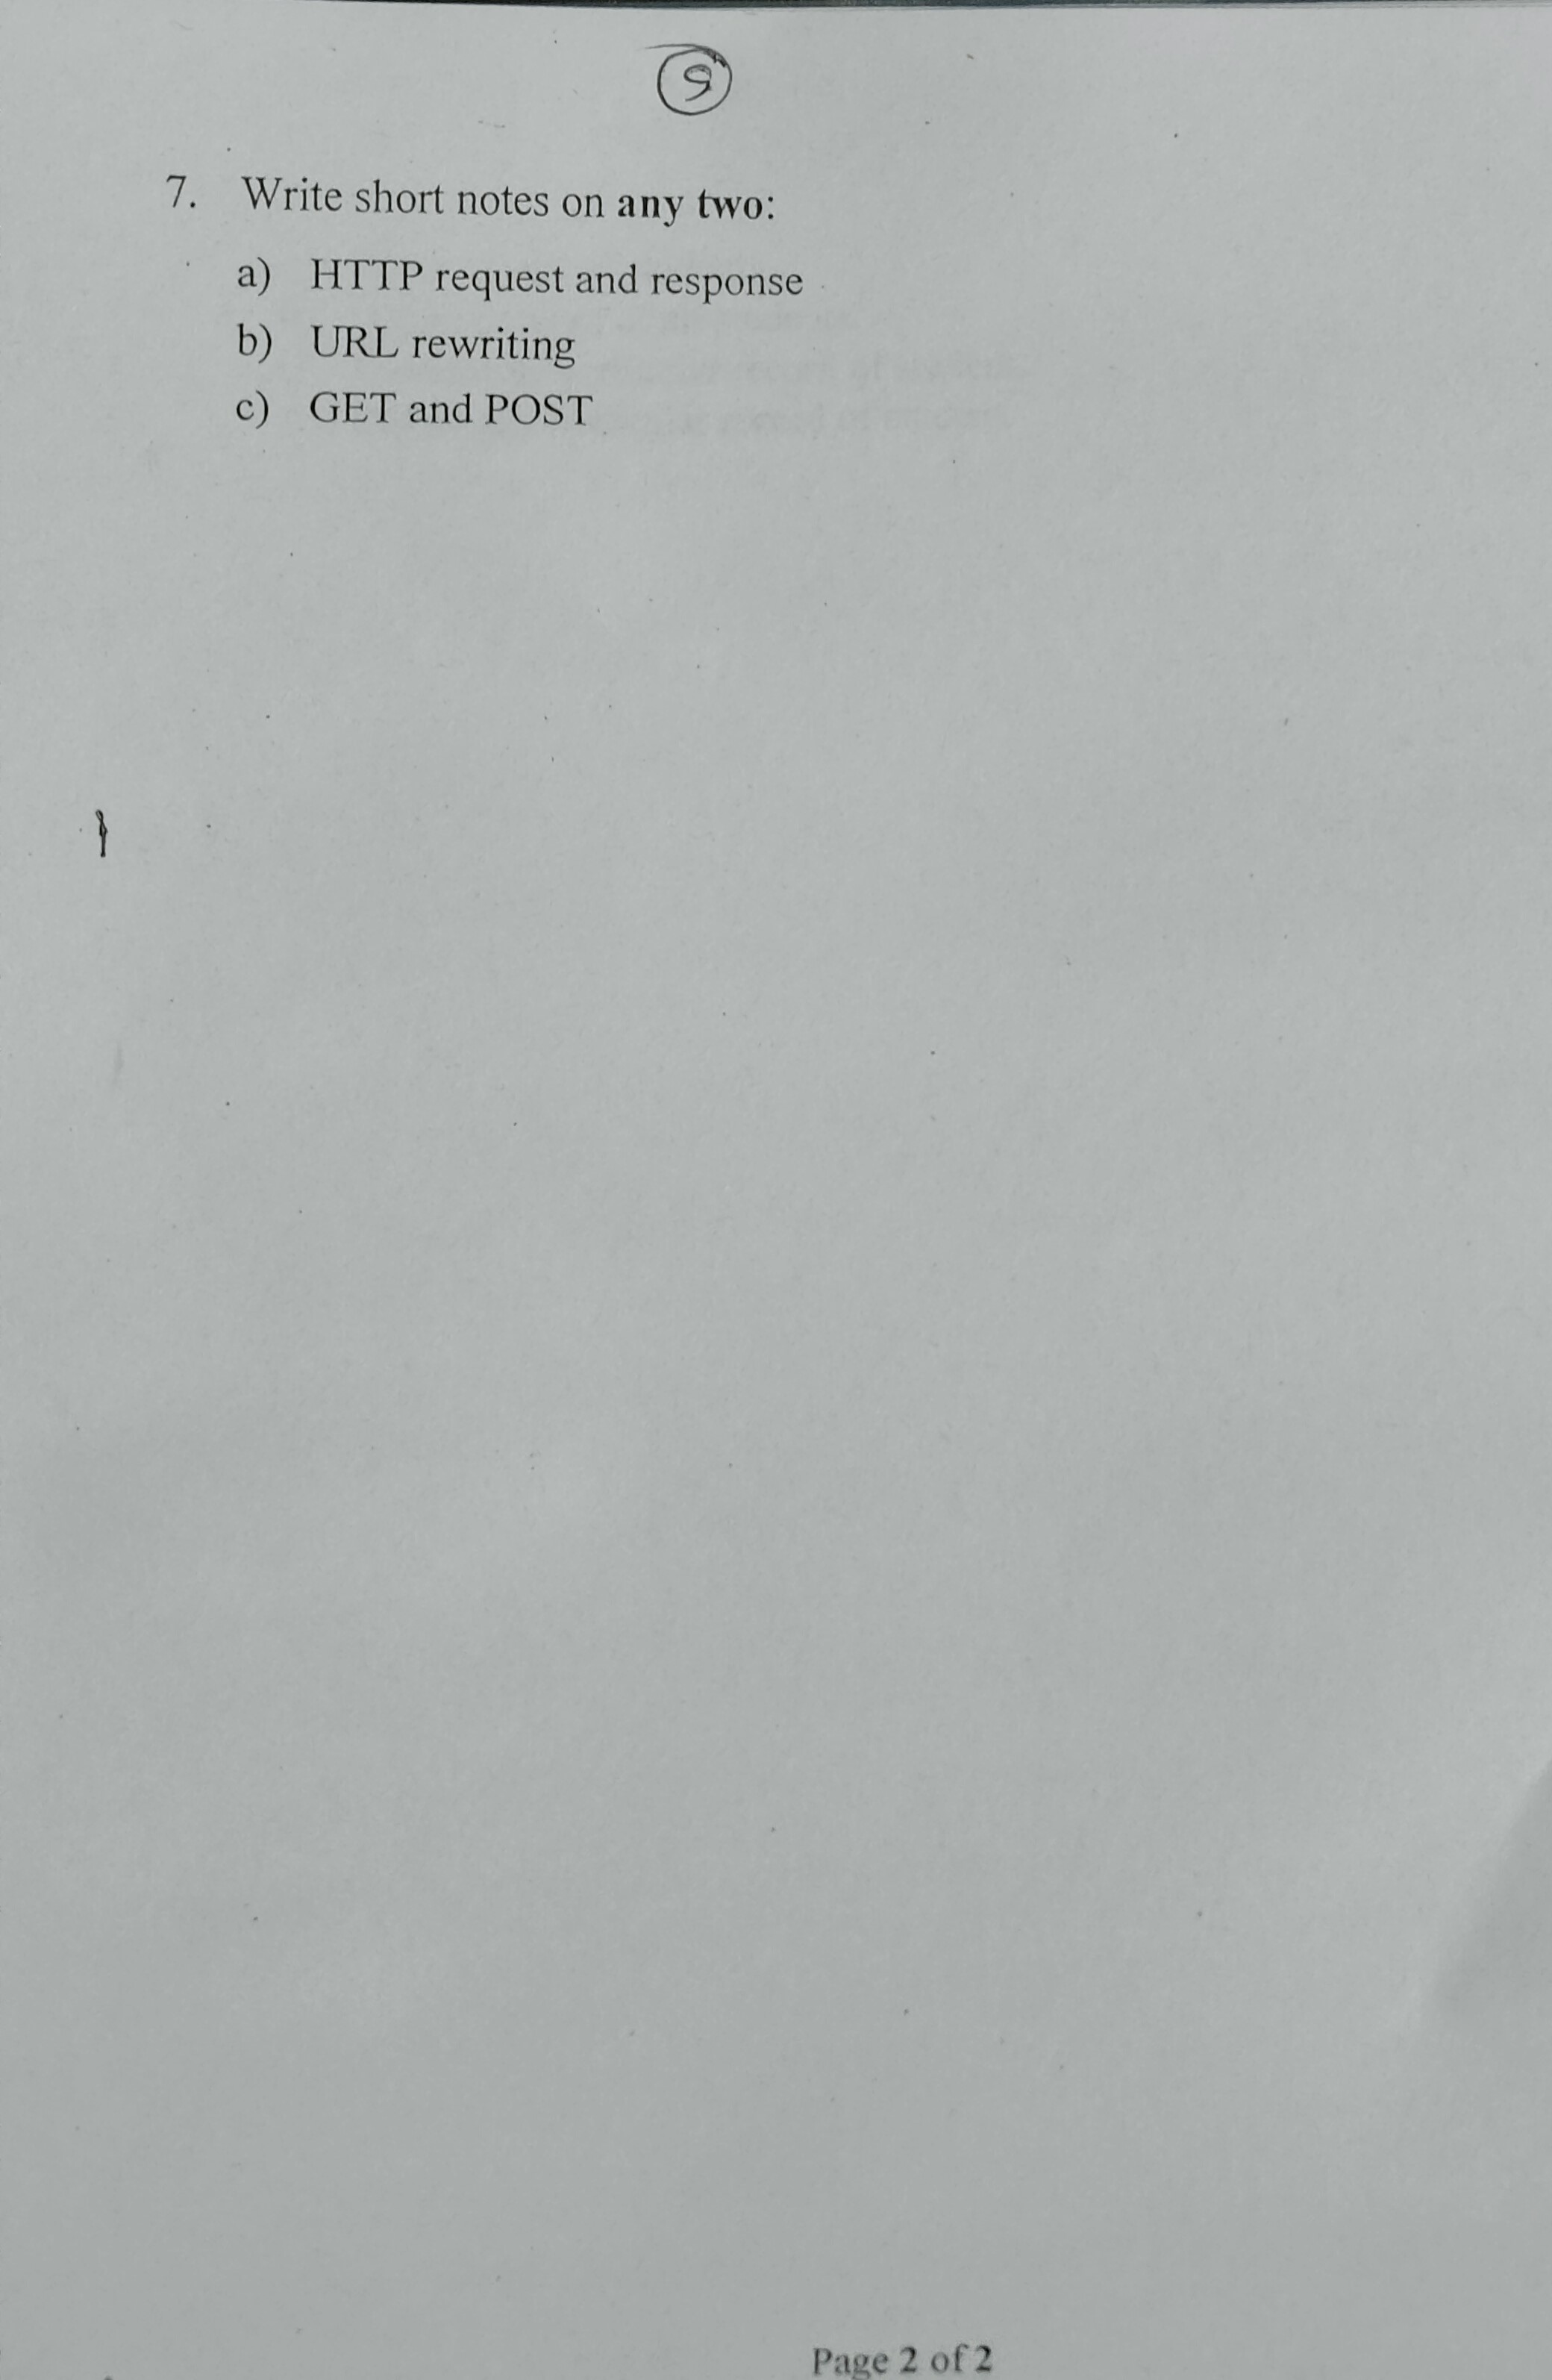 7. Write short notes on any two:
a) HTTP request and response
b) URL rewriting
c) GET and POST
Page 2 of 2